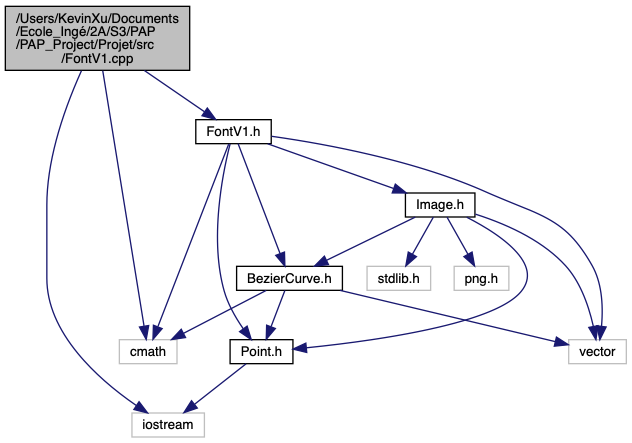 /Users/KevinXu/Documents
/Ecole_Ingé/2A/S3/PAP
/PAP_Project/Projet/src
/FontV1.cpp
FontV1.h
Image.h
BezierCurve.h
stdlib.h
png.h
cmath
Point.h
vector
iostream